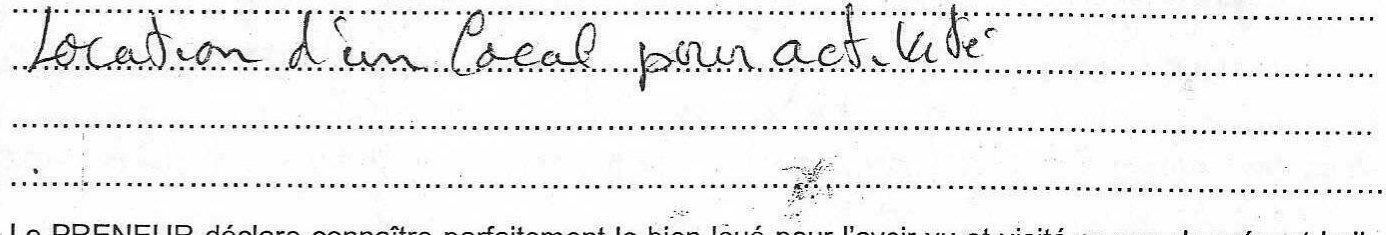 Location d'un local pour activité
Le PRENEUR déclare connaître parfaitement le bien loué pour l'avoir vu et visité